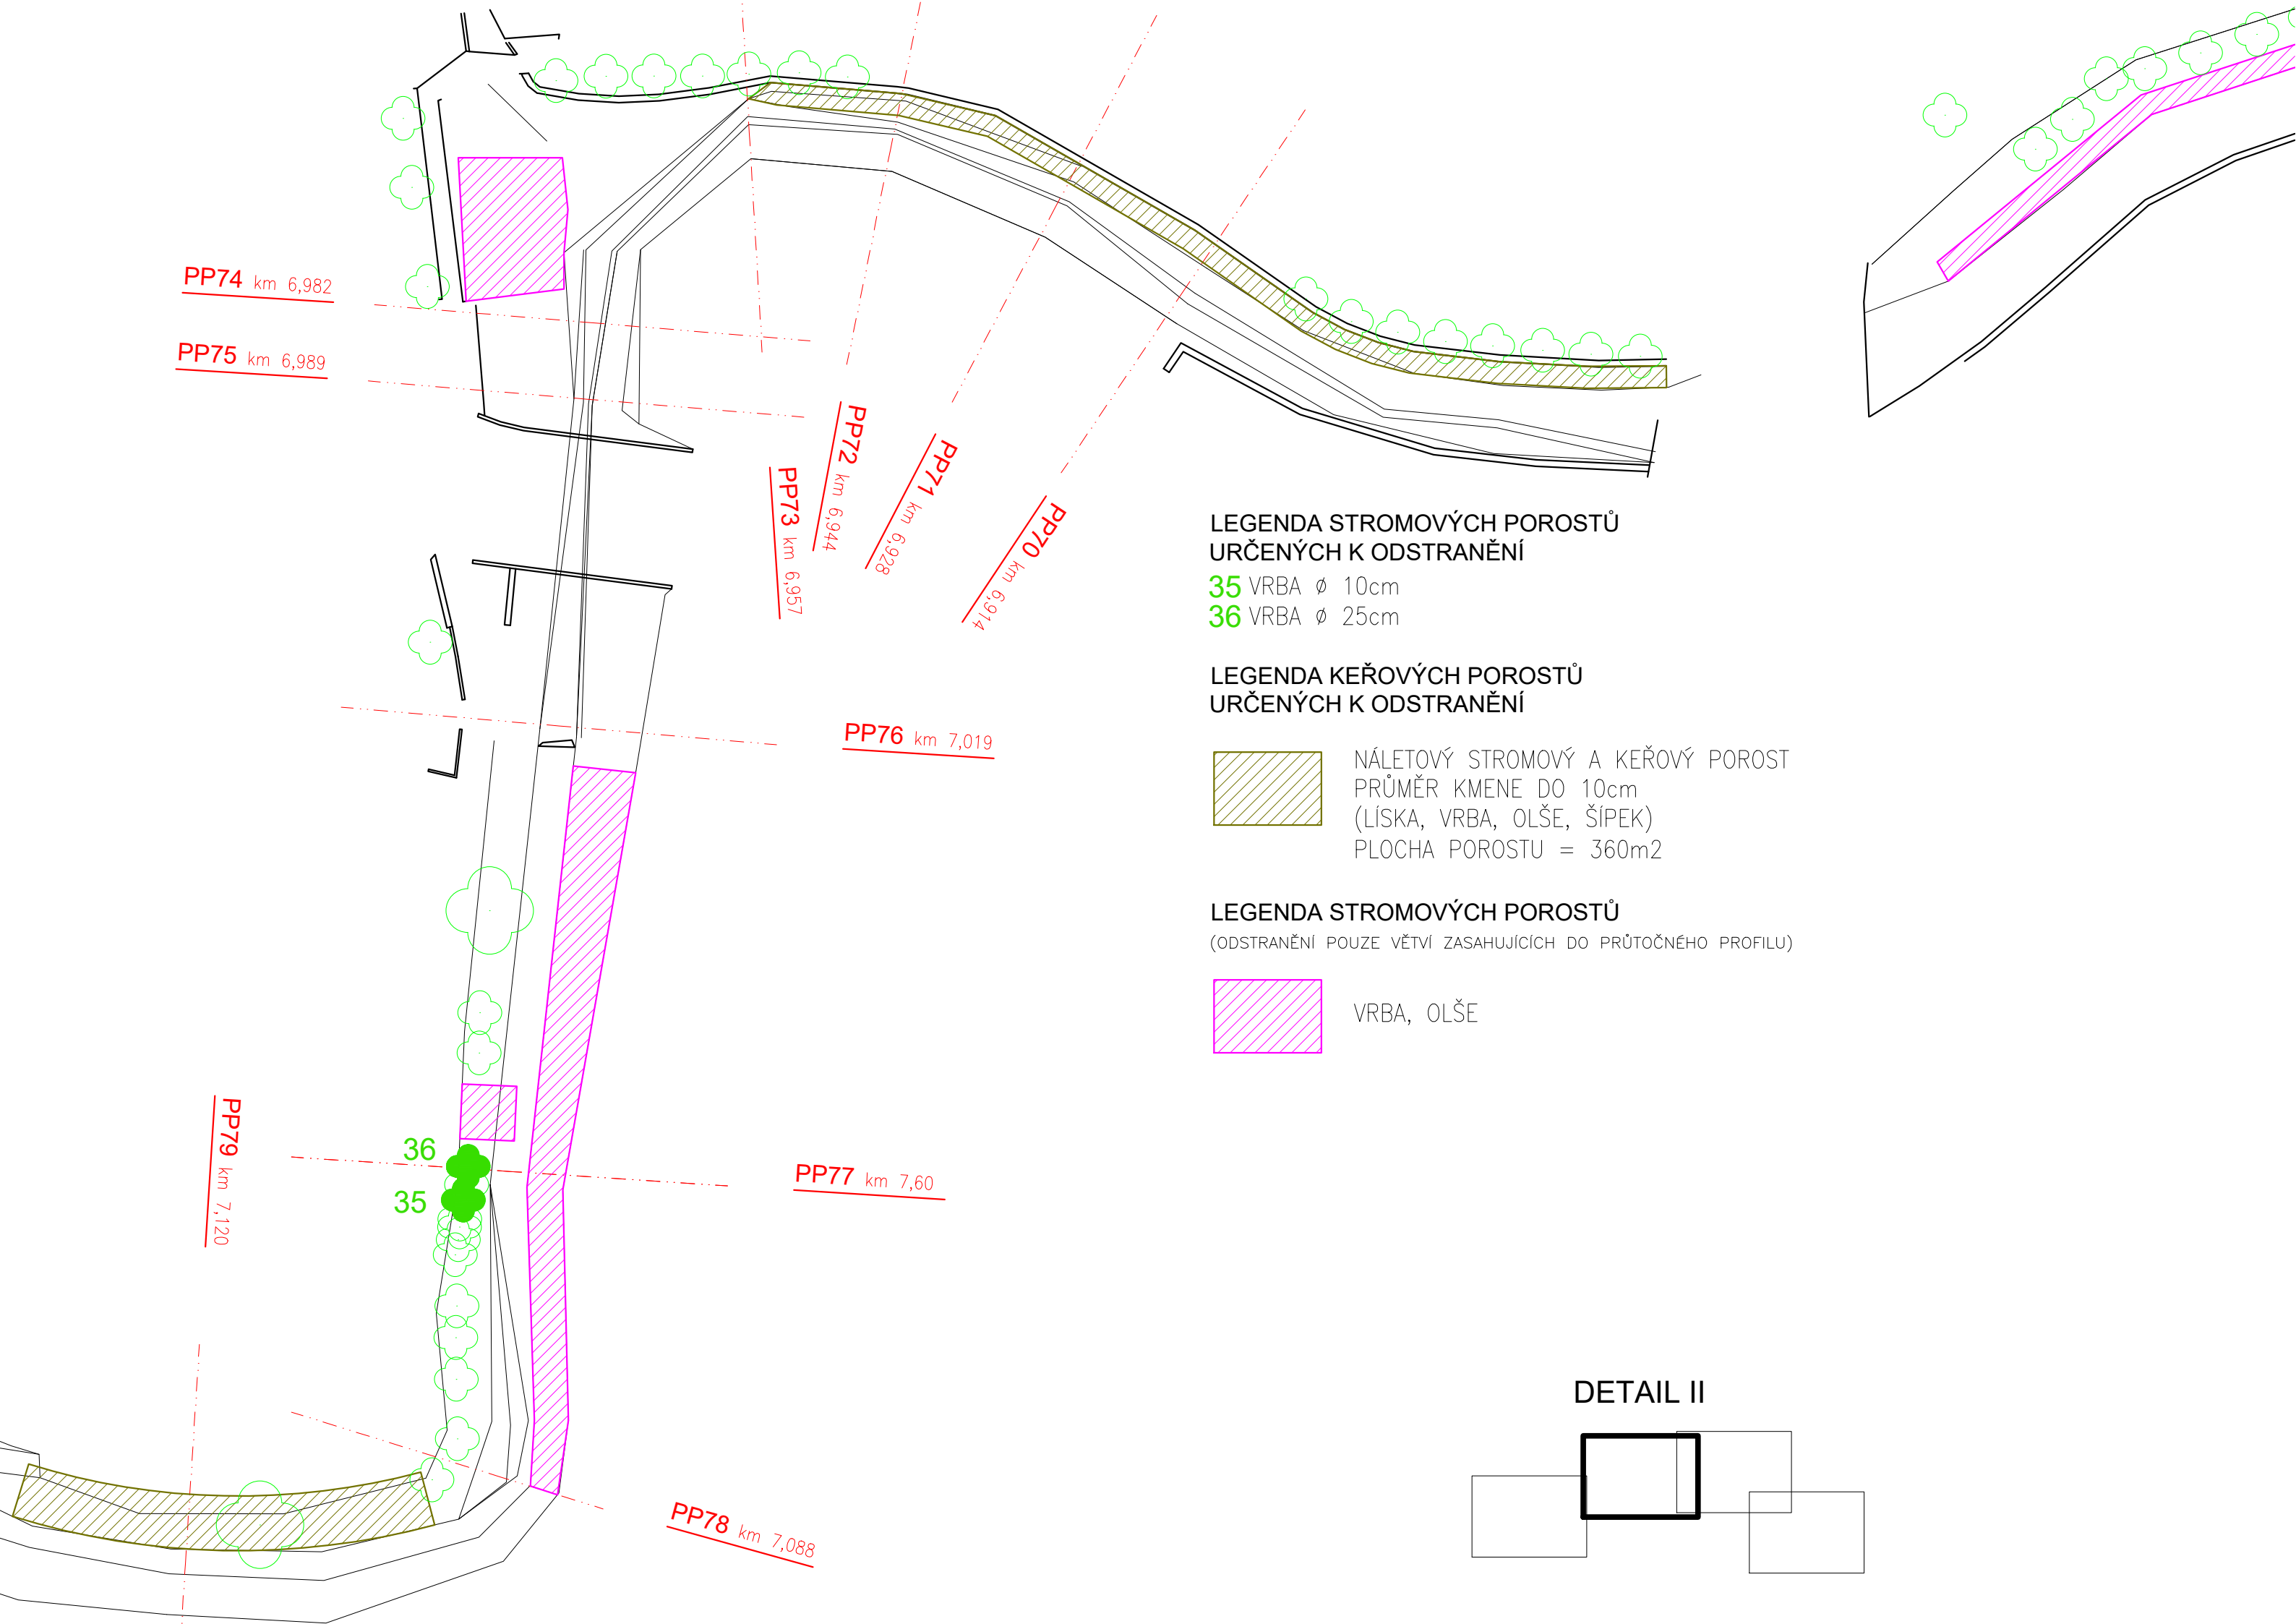 PP74 km 6,982
PP75 km 6,989
PP73 km 6,957
PP72 km 6,944
PP71 km 6,928
PP70 km 6,914
LEGENDA STROMOVÝCH POROSTŮ
URČENÝCH K ODSTRANĚNÍ
35 VRBA ø 10cm
36 VRBA ø 25cm
LEGENDA KEŘOVÝCH POROSTŮ
URČENÝCH K ODSTRANĚNÍ
NÁLETOVÝ STROMOVÝ A KEŘOVÝ POROST
PRŮMĚR KMENE DO 10cm
(LÍSKA, VRBA, OLŠE, ŠÍPEK)
PLOCHA POROSTU = 360m2
LEGENDA STROMOVÝCH POROSTŮ
(ODSTRANĚNÍ POUZE VĚTVÍ ZASAHUJÍCÍCH DO PRŮTOČNÉHO PROFILU)
VRBA, OLŠE
PP76 km 7,019
PP79 km 7,120
36
35
PP77 km 7,60
PP78 km 7,088
DETAIL II